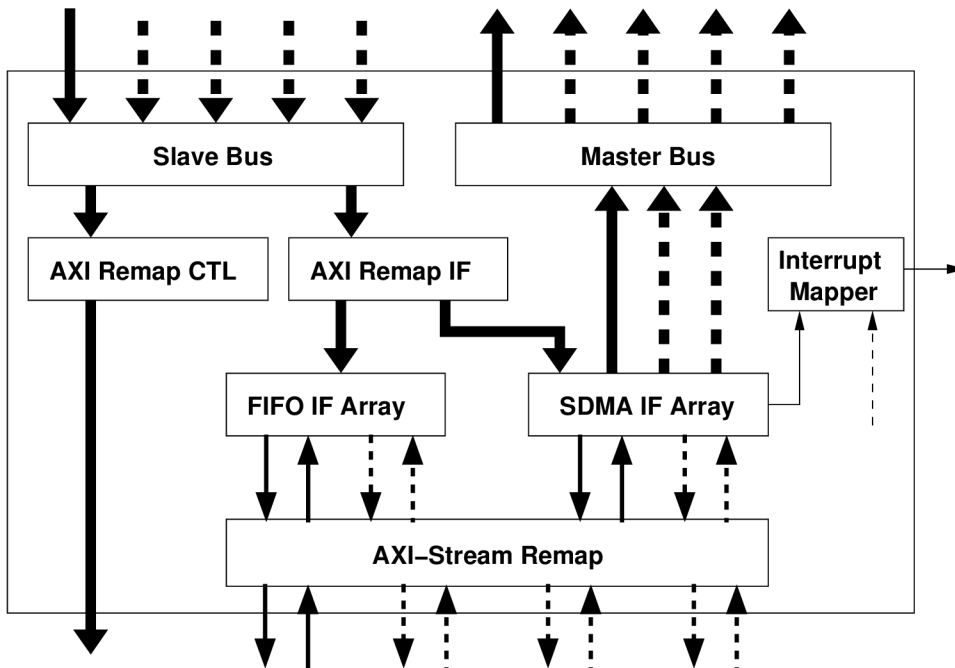 Slave Bus
Master Bus
AXI Remap CTL
AXI Remap IF
Interrupt
Mapper
FIFO IF Array
SDMA IF Array
AXI−Stream Remap